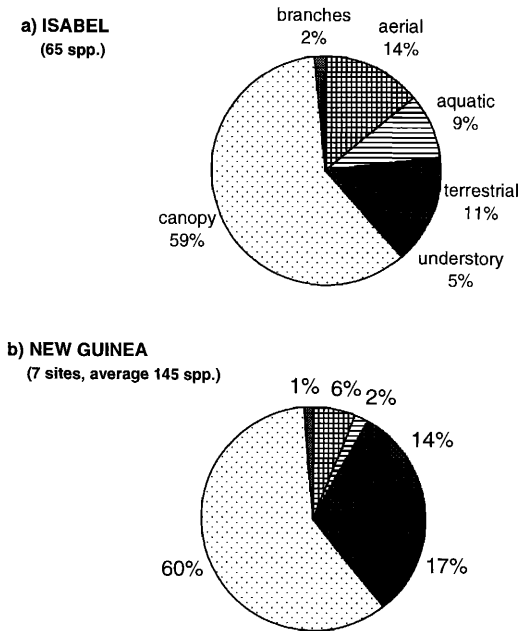 a) ISABEL
(65 spp.)
branches
2%
aerial
14%
aquatic
9%
terrestrial
11%
understory
5%
canopy
59%
b) NEW GUINEA
(7 sites, average 145 spp.)
1%
6%
2%
14%
17%
60%